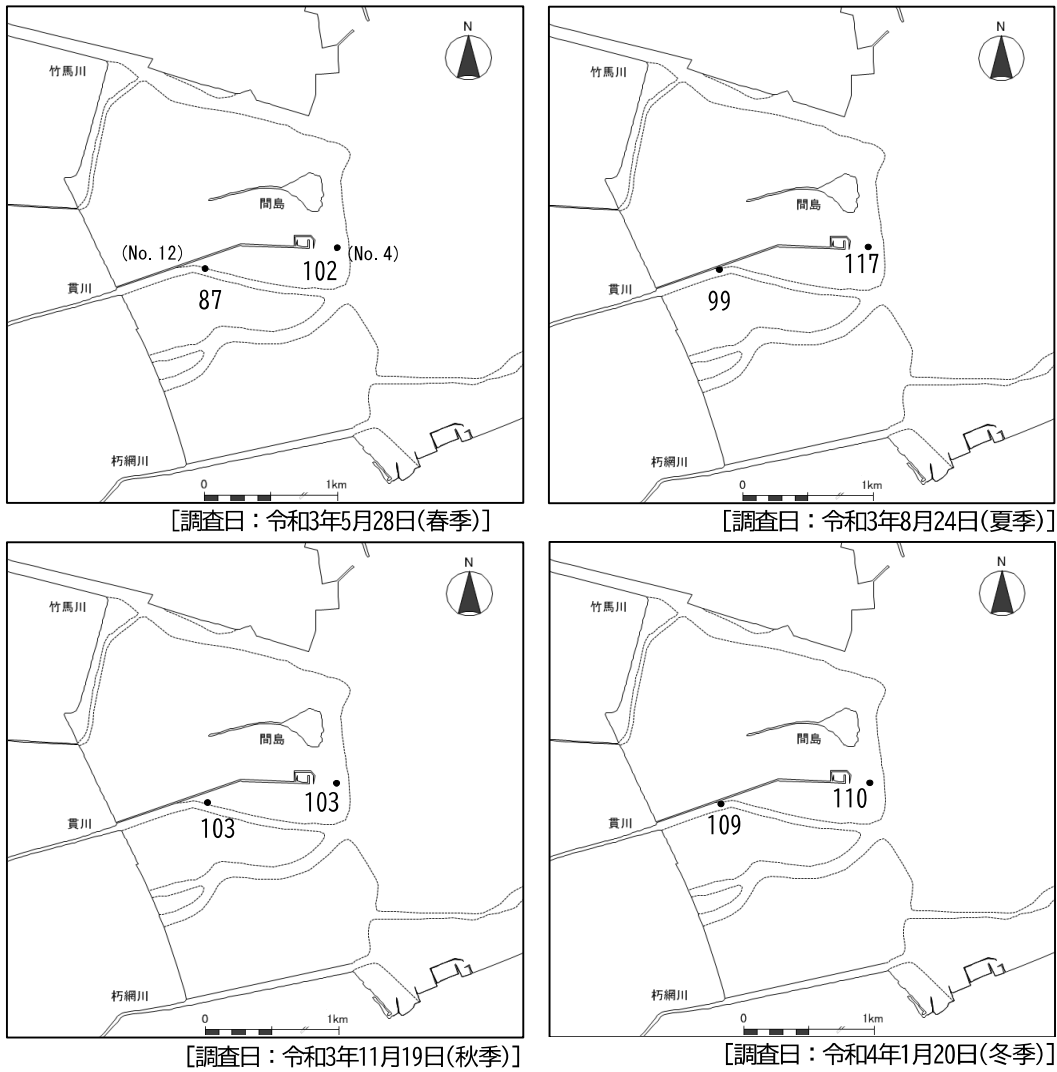 N
竹馬川
間島
(No. 12)
102
(No. 4)
貫川
87
朽網川
0
1km
[調査日：令和3年5月28日(春季)]
N
竹馬川
間島
117
貫川
99
朽網川
0
1km
[調査日：令和3年8月24日(夏季)]
N
竹馬川
間島
103
貫川
103
朽網川
0
1km
[調査日：令和3年11月19日(秋季)]
N
竹馬川
間島
110
貫川
109
朽網川
0
1km
[調査日：令和4年1月20日(冬季)]